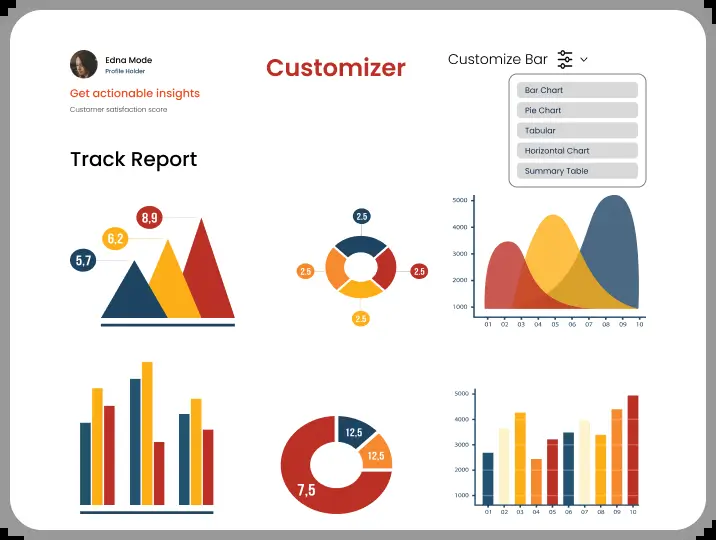 Edna Mode
Profile Holder
Customizer
Customize Bar
Get actionable insights
Customer satisfaction score
Bar Chart
Pie Chart
Tabular
Horizontal Chart
Summary Table
Track Report
8,9
6,2
5,7
2.5
2.5
2.5
2.5
5000
4000
3000
2000
1000
01 02 03 04 05 06 07 08 09 10
12,5
12,5
7,5
5000
4000
3000
2000
1000
01 02 03 04 05 06 07 08 09 10